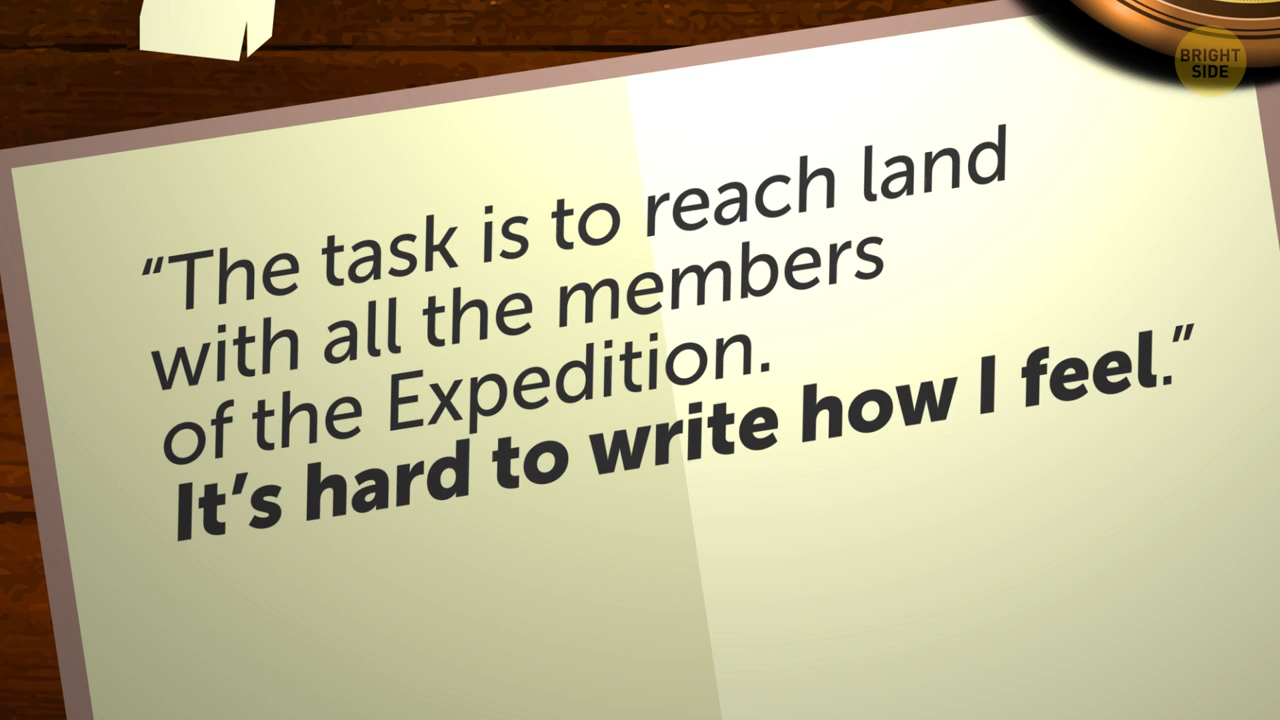 BRIGHT
SIDE
“The task is to reach land
with all the members
of the Expedition.
It’s hard to write how I feel.”